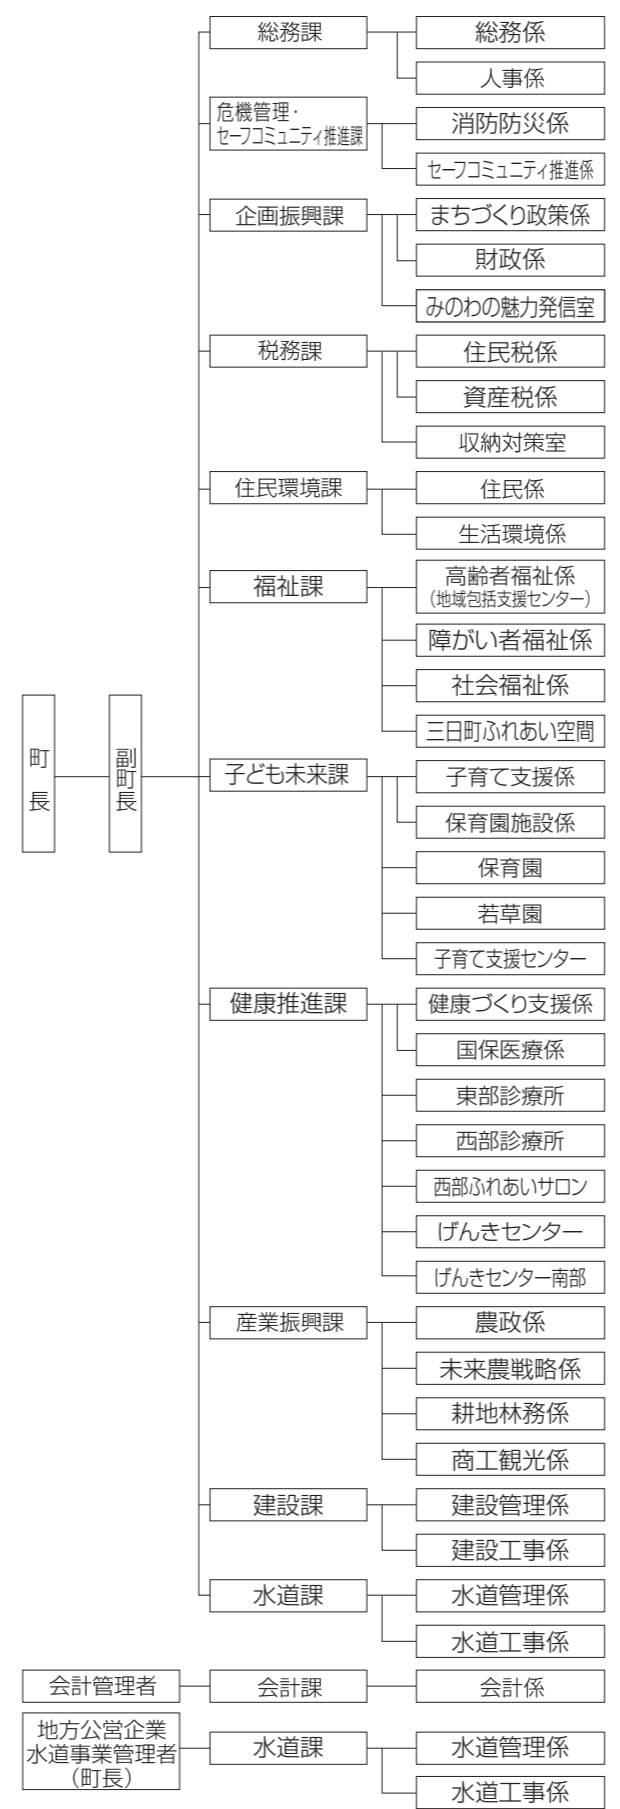 総務課
総務係
人事係
危機管理・
セーフコミュニティ推進課
消防防災係
セーフコミュニティ推進係
企画振興課
まちづくり政策係
財政係
みのわの魅力発信室
税務課
住民税係
資産税係
収納対策室
住民環境課
住民係
生活環境係
福祉課
高齢者福祉係
（地域包括支援センター）
障がい者福祉係
社会福祉係
三日町ふれあい空間
町長
副町長
子ども未来課
子育て支援係
保育園施設係
保育園
若草園
子育て支援センター
健康推進課
健康づくり支援係
国保医療係
東部診療所
西部診療所
西部ふれあいサロン
げんきセンター
げんきセンター南部
産業振興課
農政係
未来農戦略係
耕地林務係
商工観光係
建設課
建設管理係
建設工事係
水道課
水道管理係
水道工事係
会計管理者
会計課
会計係
地方公営企業
水道事業管理者
（町長）
水道課
水道管理係
水道工事係